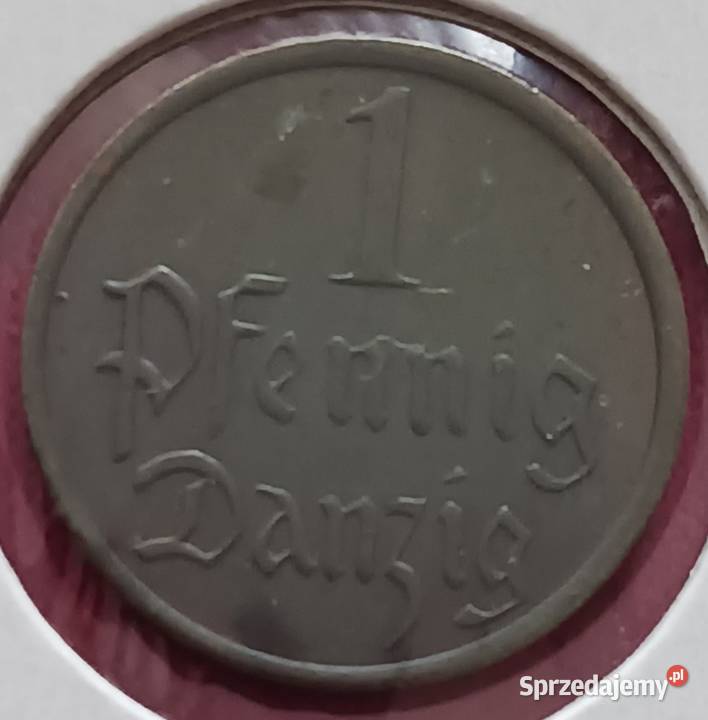 1
Pfennig
Danzig
Sprzedajemy.pl